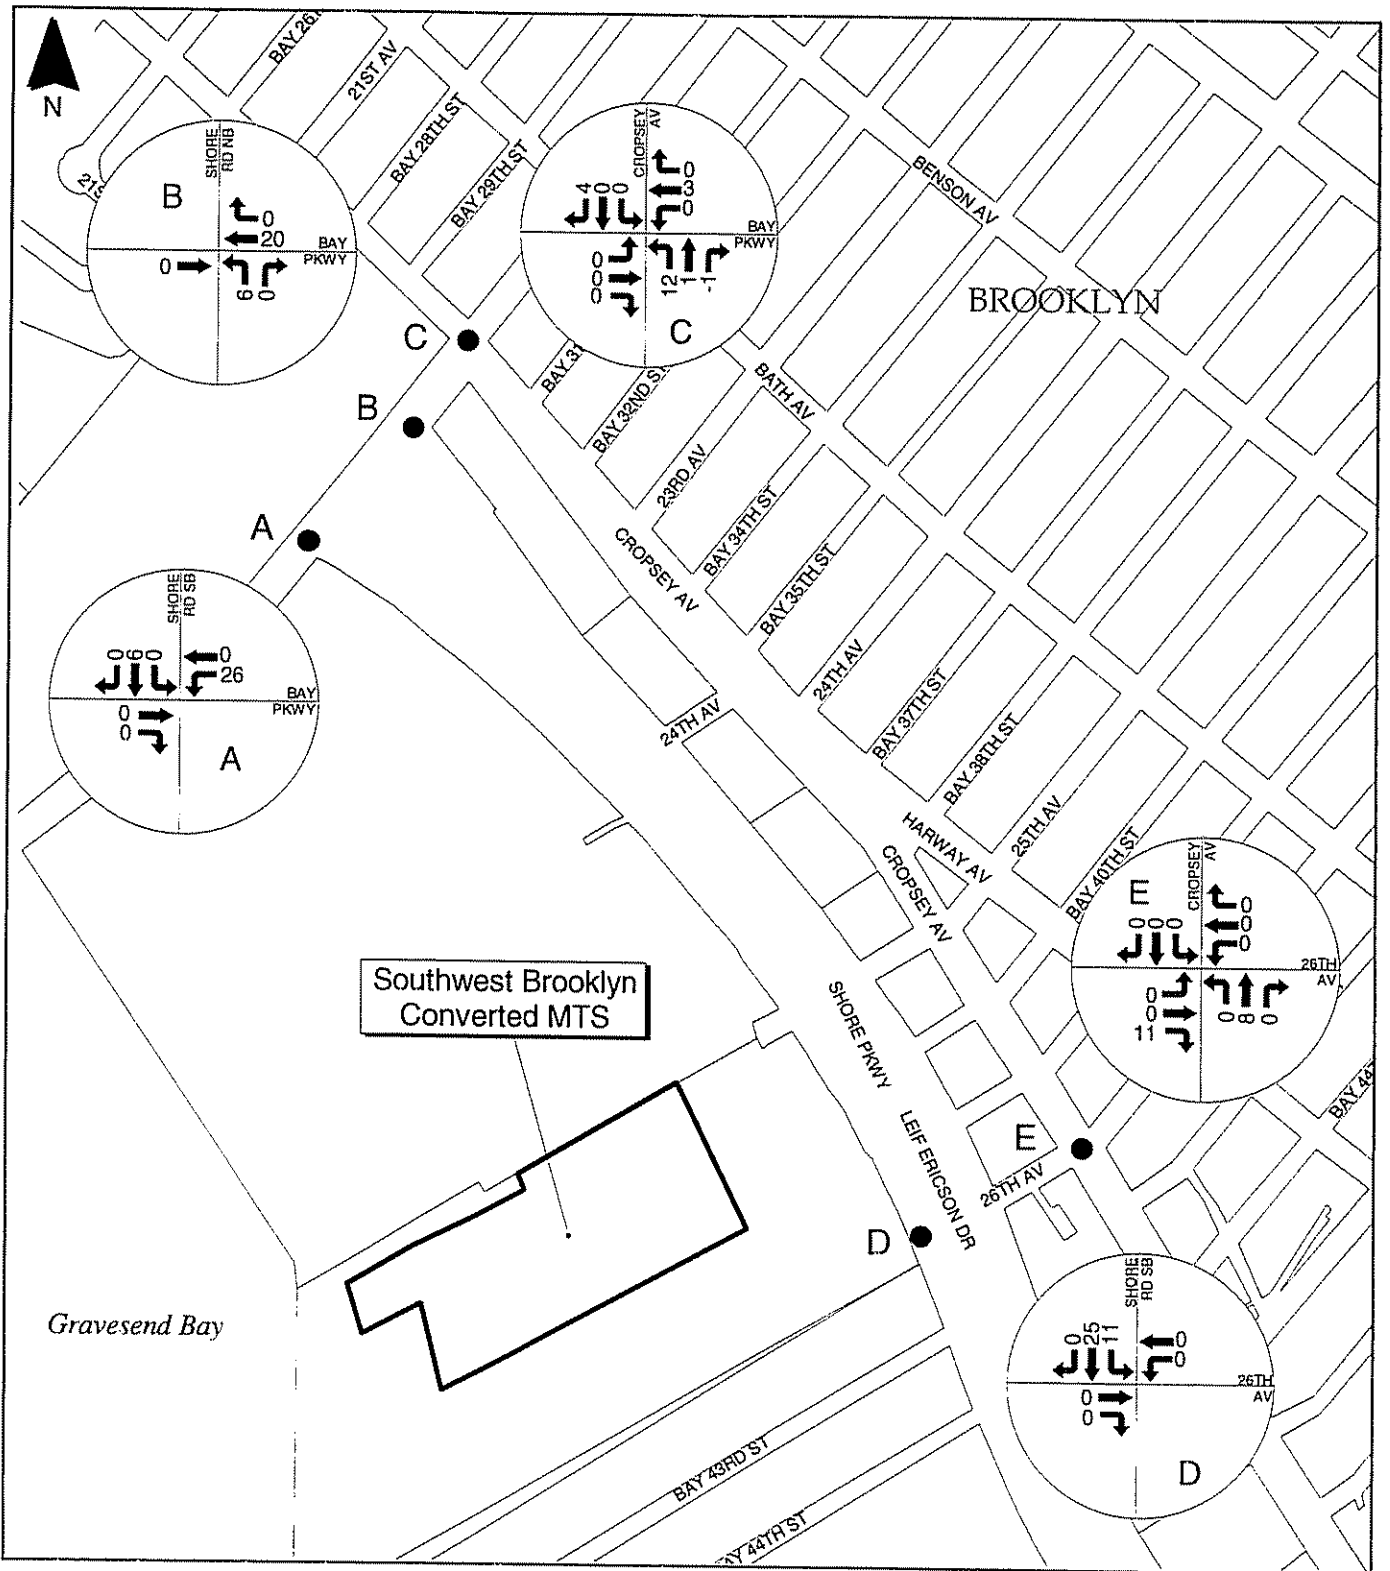 N
BAY 26
21ST AV
BAY 28TH ST
BAY 29TH ST
BENSON AV
BROOKLYN
B
SHORE
RD NB
0
20
BAY
PKWY
0
6
0
CROPSEY
AV
4
0
0
0
3
0
BAY
PKWY
0
0
0
12
1
-1
C
C
B
A
BAY 31
BAY 32ND ST
BATH AV
23RD AV
BAY 34TH ST
CROPSEY AV
BAY 35TH ST
24TH AV
BAY 37TH ST
BAY 38TH ST
24TH AV
HARWAY AV
25TH AV
CROPSEY AV
BAY 40TH ST
SHORE
RD SB
0
6
0
0
26
BAY
PKWY
0
0
A
E
CROPSEY
AV
0
0
0
0
0
0
26TH
AV
0
0
11
0
8
0
BAY 44
Southwest Brooklyn
Converted MTS
SHORE PKWY
LEIF ERICSON DR
E
26TH AV
D
Gravesend Bay
SHORE
RD SB
0
25
11
0
0
26TH
AV
0
0
D
BAY 43RD ST
AY 44TH ST